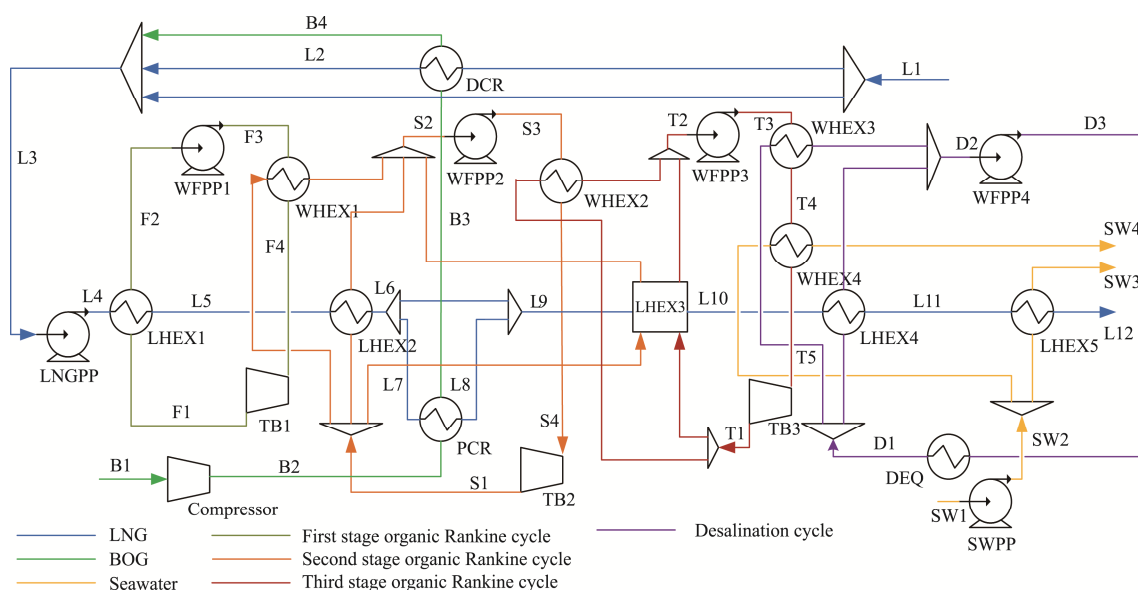 B4
L2
DCR
L1
L3
F3
WFPP1
S2
WFPP2
S3
T2
WFPP3
T3
WHEX3
D2
D3
WFPP4
F2
WHEX1
F4
B3
WHEX2
T4
WHEX4
SW4
SW3
L4
LHEX1
L5
L6
LHEX2
L9
LHEX3
L10
LHEX4
L11
LHEX5
L12
LNGPP
L7
L8
T5
F1
TB1
PCR
S4
T1
TB3
SW2
B1
B2
Compressor
S1
TB2
D1
DEQ
SW1
SWPP
LNG
First stage organic Rankine cycle
Desalination cycle
BOG
Second stage organic Rankine cycle
Seawater
Third stage organic Rankine cycle